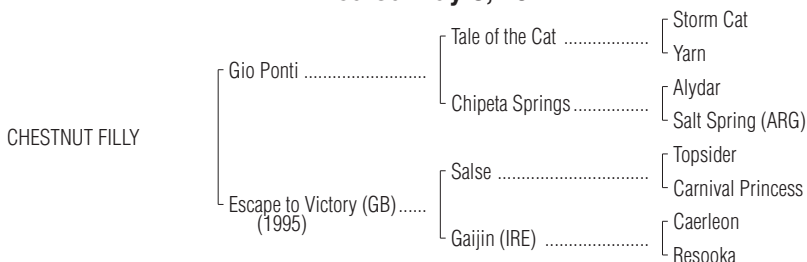 Storm Cat
Tale of the Cat .................
Yarn
Gio Ponti ..........................
Alydar
Chipeta Springs ................
Salt Spring (ARG)
CHESTNUT FILLY
Topsider
Salse ................................
Carnival Princess
Escape to Victory (GB) ......
(1995)
Caerleon
Gaijin (IRE) ......................
Resooka